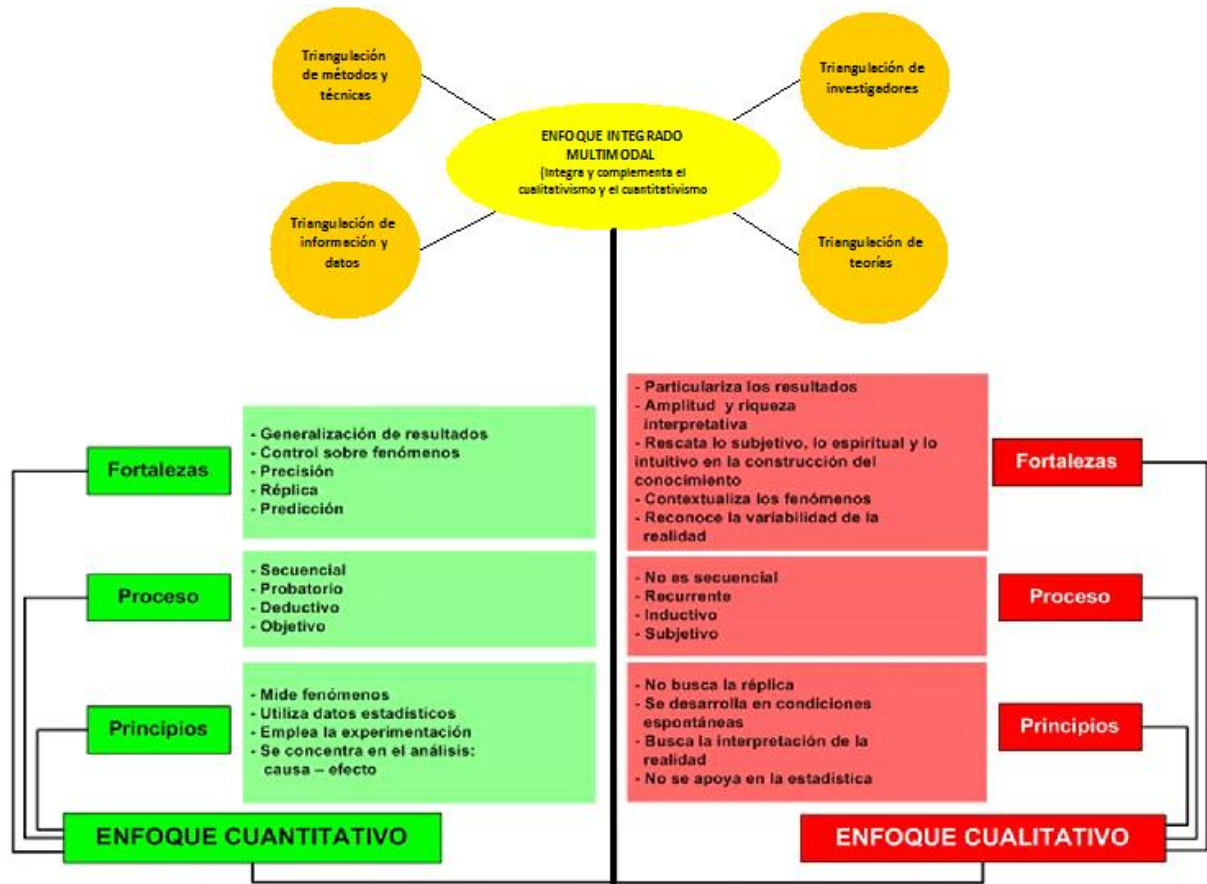 Triangulación
de métodos y
técnicas
Triangulación de
investigadores
ENFOQUE INTEGRADO
MULTIMODAL
(Integra y complementa el
cualitativismo y el cuantitativismo
Triangulación de
información y
datos
Triangulación de
teorías
Fortalezas
- Generalización de resultados
- Control sobre fenómenos
- Precisión
- Réplica
- Predicción
- Particulariza los resultados
- Amplitud y riqueza
interpretativa
- Rescata lo subjetivo, lo espiritual y lo
intuitivo en la construcción del
conocimiento
- Contextualiza los fenómenos
- Reconoce la variabilidad de la
realidad
Fortalezas
Proceso
- Secuencial
- Probatorio
- Deductivo
- Objetivo
- No es secuencial
- Recurrente
- Inductivo
- Subjetivo
Proceso
Principios
- Mide fenómenos
- Utiliza datos estadísticos
- Emplea la experimentación
- Se concentra en el análisis:
causa – efecto
- No busca la réplica
- Se desarrolla en condiciones
espontáneas
- Busca la interpretación de la
realidad
- No se apoya en la estadística
Principios
ENFOQUE CUANTITATIVO
ENFOQUE CUALITATIVO